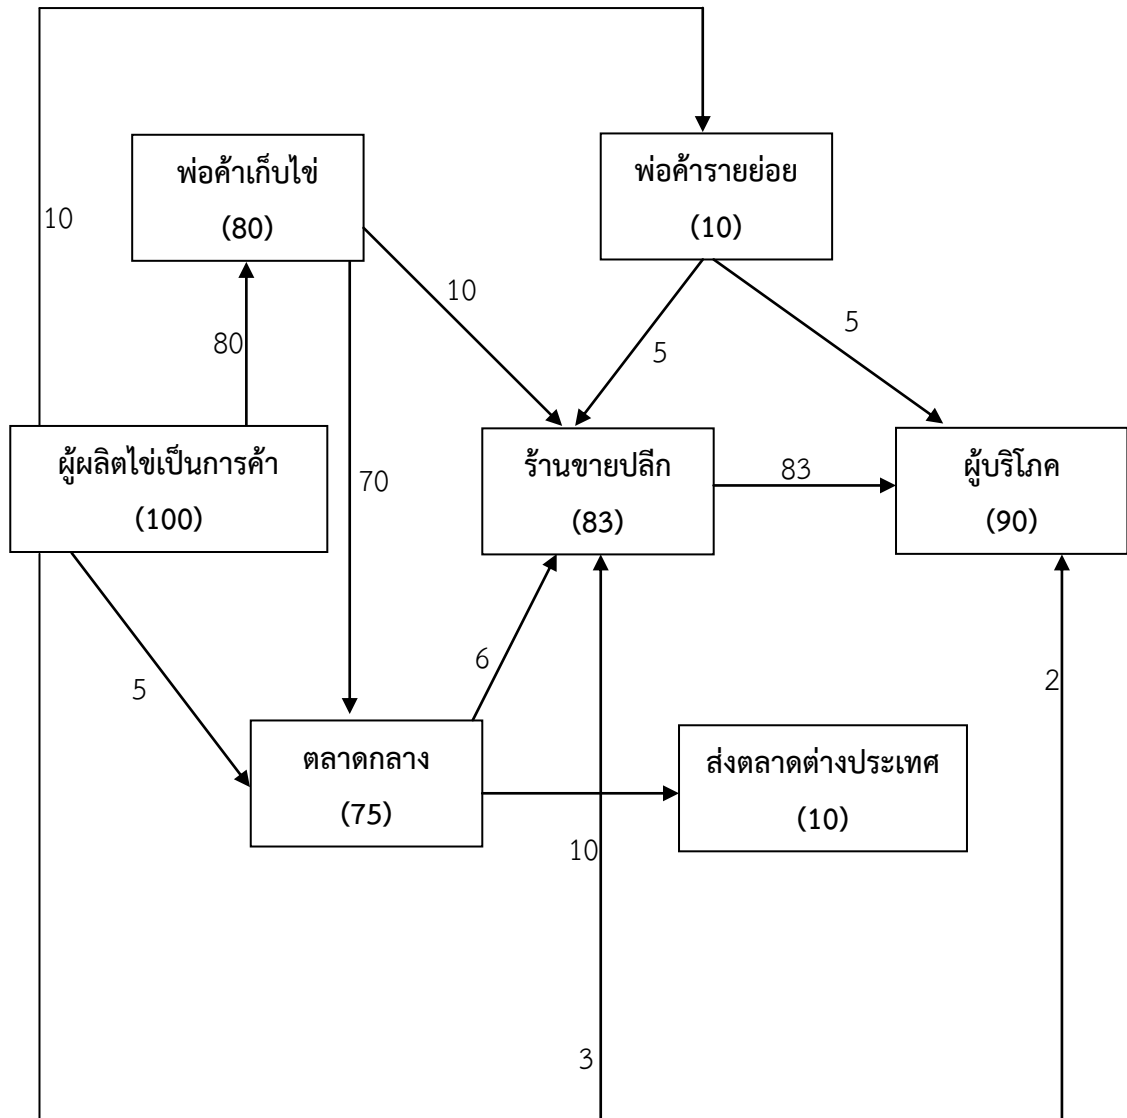 10
พ่อค้าเก็บไข่
(80)
พ่อค้ารายย่อย
(10)
80
10
5
5
ผู้ผลิตไข่เป็นการค้า
(100)
70
ร้านขายปลีก
(83)
83
ผู้บริโภค
(90)
5
6
2
ตลาดกลาง
(75)
ส่งตลาดต่างประเทศ
(10)
10
3